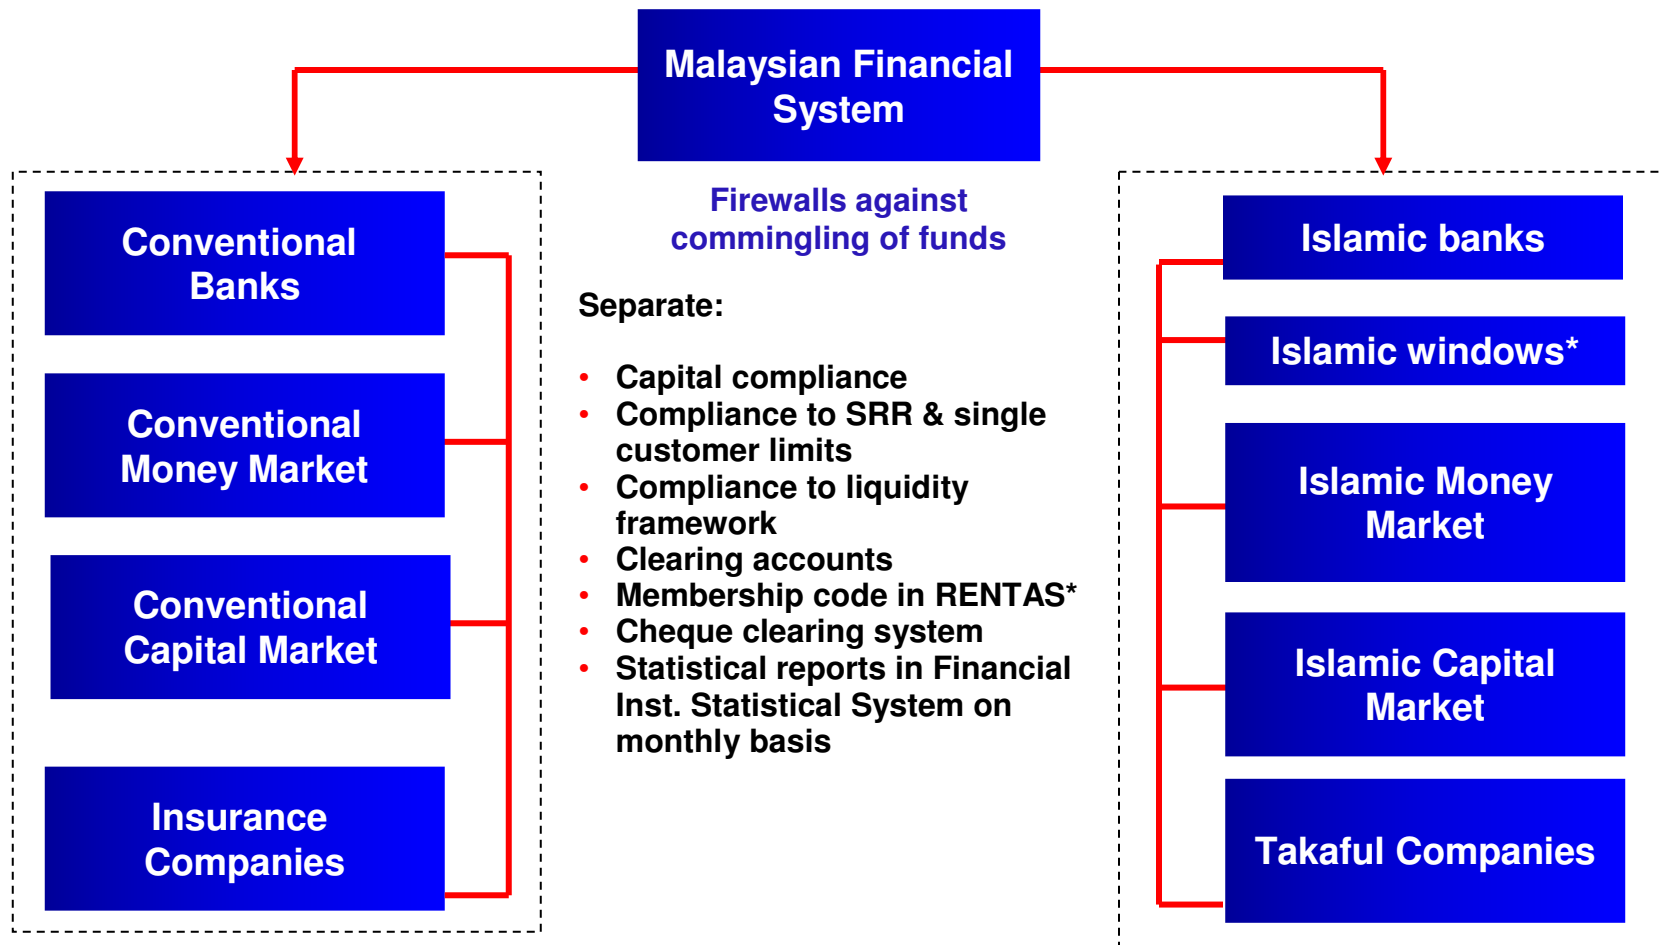 Malaysian Financial
System
Conventional
Banks
Conventional
Money Market
Conventional
Capital Market
Insurance
Companies
Firewalls against
commingling of funds
Separate:
• Capital compliance
• Compliance to SRR & single
customer limits
• Compliance to liquidity
framework
• Clearing accounts
• Membership code in RENTAS*
• Cheque clearing system
• Statistical reports in Financial
Inst. Statistical System on
monthly basis
Islamic banks
Islamic windows*
Islamic Money
Market
Islamic Capital
Market
Takaful Companies